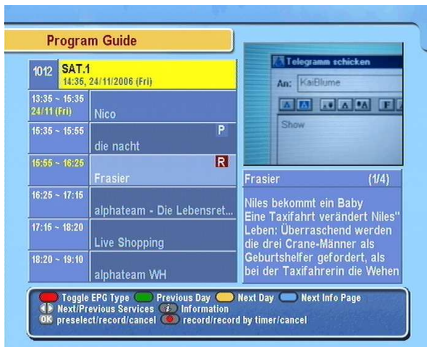 Program Guide
1012 SAT.1
14:35, 24/11/2006 (Fri)
13:35 ~ 15:35
24/11 (Fri)
Nico
15:35 ~ 15:55
P
die nacht
15:55 ~ 16:25
R
Frasier
16:25 ~ 17:15
alphateam - Die Lebensret...
17:15 ~ 18:20
Live Shopping
18:20 ~ 19:10
alphateam WH
Telegramm schicken
An: KaiBlume
Show
Frasier (1/4)
Niles bekommt ein Baby
Eine Taxifahrt verändert Niles"
Leben: Überraschend werden
die drei Crane-Männer als
Geburtshelfer gefordert, als
bei der Taxifahrerin die Wehen
Toggle EPG Type Previous Day Next Day Next Info Page
Next/Previous Services i Information
OK preselect/record/cancel record/record by timer/cancel